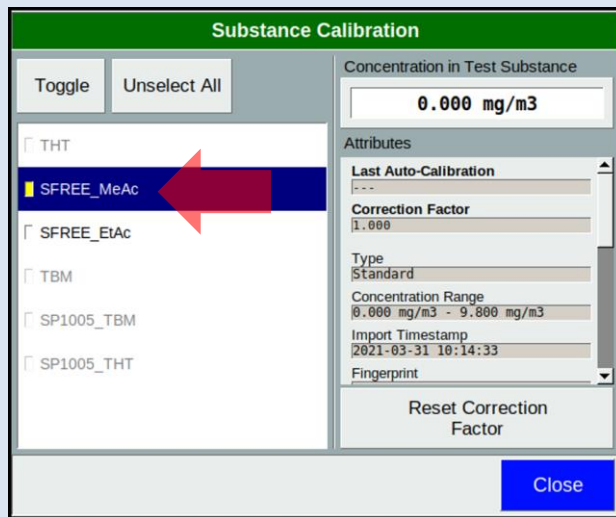 Substance Calibration
Toggle
Unselect All
THT
SFREE_MeAc
SFREE_EtAc
TBM
SP1005_TBM
SP1005_THT
Concentration in Test Substance
0.000 mg/m3
Attributes
Last Auto-Calibration
---
Correction Factor
1.000
Type
Standard
Concentration Range
0.000 mg/m3 - 9.800 mg/m3
Import Timestamp
2021-03-31 10:14:33
Fingerprint
Reset Correction
Factor
Close